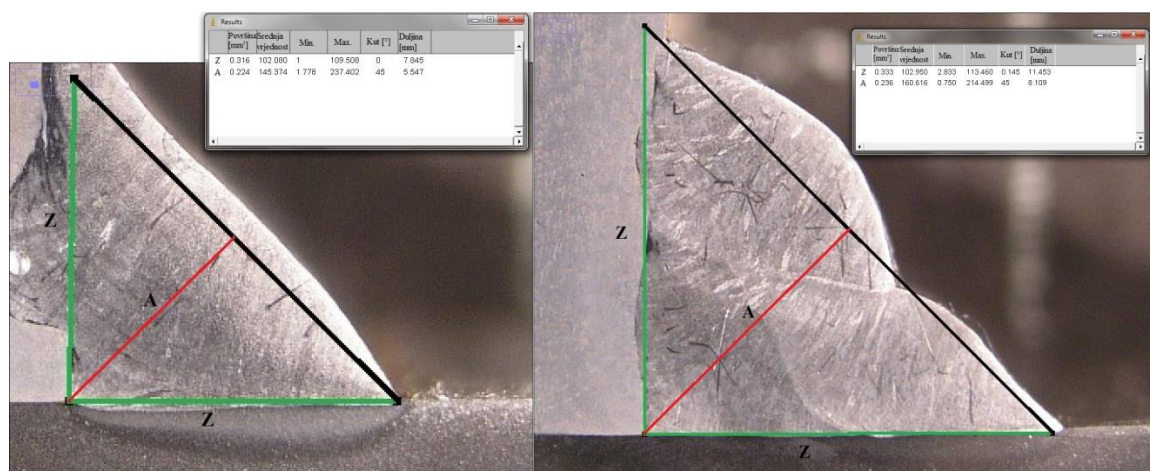 Results
Površina [mm²] Srednja vrjednost Min. Max. Kut [°] Duljina [mm]
Z 0.316 102.080 1 109.508 0 7.845
A 0.224 145.374 1.778 237.402 45 5.547
Z
A
Z
Results
Površina [mm²] Srednja vrjednost Min. Max. Kut [°] Duljina [mm]
Z 0.333 102.950 2.833 113.460 0.145 11.453
A 0.236 160.616 0.750 214.499 45 8.109
Z
A
Z